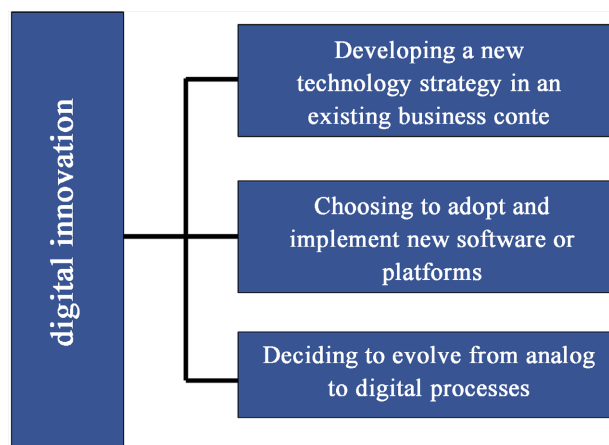 digital innovation
Developing a new
technology strategy in an
existing business conte
Choosing to adopt and
implement new software or
platforms
Deciding to evolve from analog
to digital processes